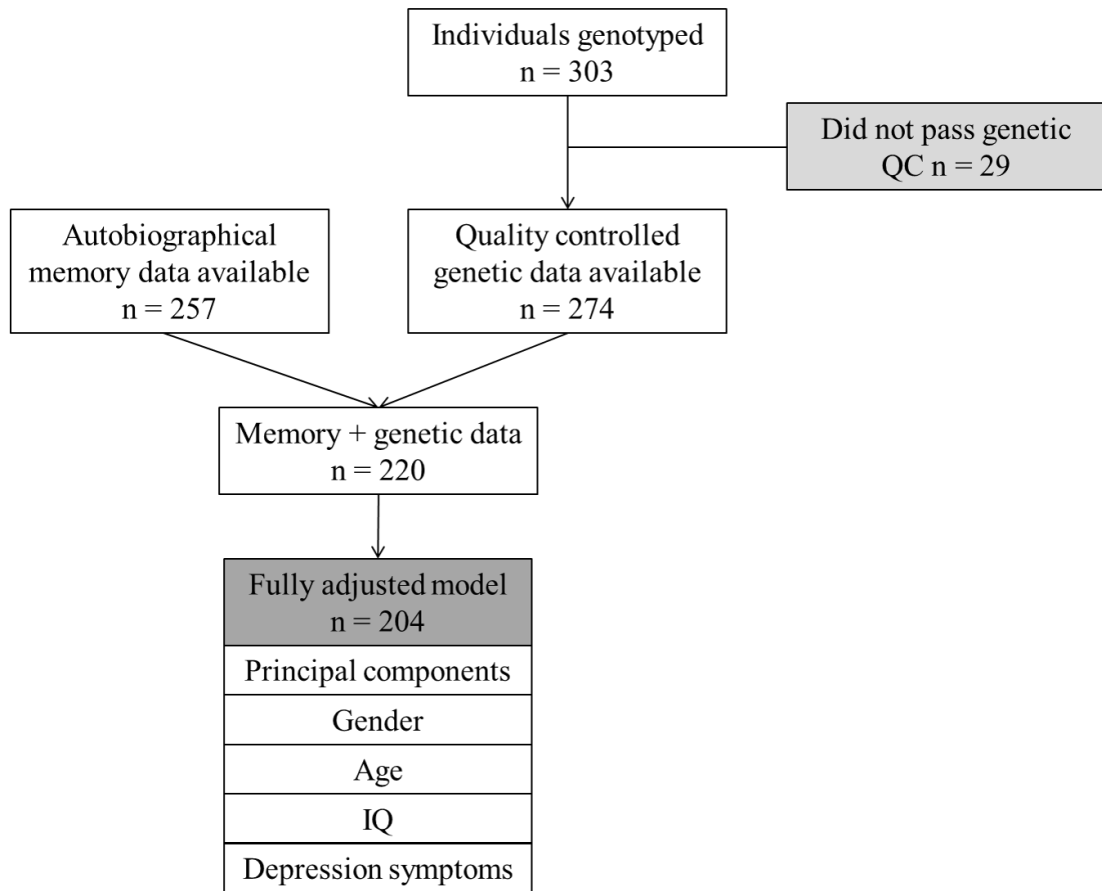 Individuals genotyped
n = 303
Did not pass genetic
QC n = 29
Autobiographical
memory data available
n = 257
Quality controlled
genetic data available
n = 274
Memory + genetic data
n = 220
Fully adjusted model
n = 204
Principal components
Gender
Age
IQ
Depression symptoms